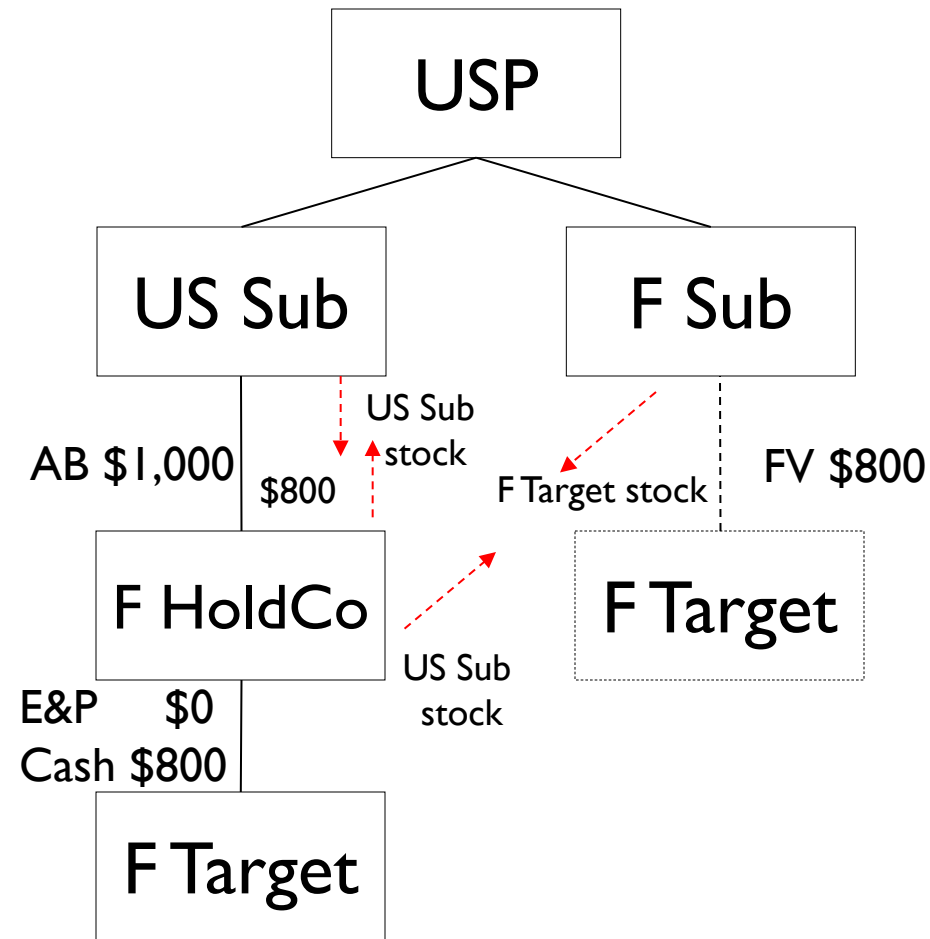 USP
US Sub
F Sub
US Sub
stock
AB $1,000
$800
F Target stock
FV $800
F HoldCo
F Target
US Sub
stock
E&P $0
Cash $800
F Target